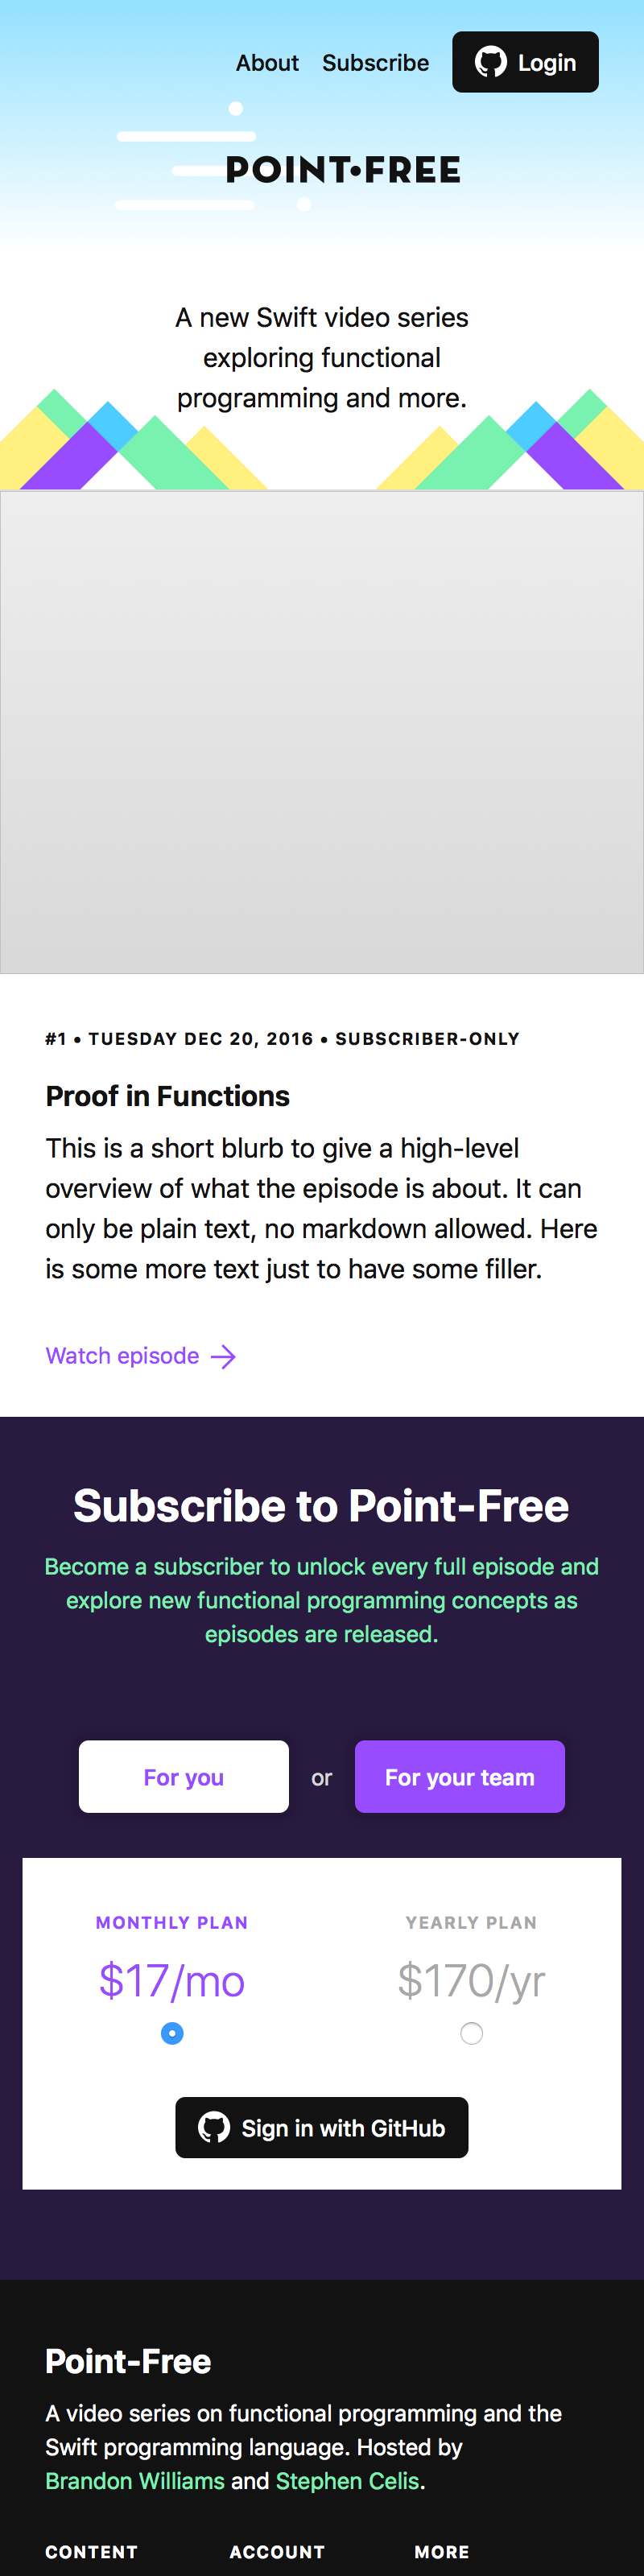 About Subscribe Login
POINT•FREE
A new Swift video series
exploring functional
programming and more.
#1 • TUESDAY DEC 20, 2016 • SUBSCRIBER-ONLY
Proof in Functions
This is a short blurb to give a high-level
overview of what the episode is about. It can
only be plain text, no markdown allowed. Here
is some more text just to have some filler.
Watch episode
Subscribe to Point-Free
Become a subscriber to unlock every full episode and
explore new functional programming concepts as
episodes are released.
For you or For your team
MONTHLY PLAN YEARLY PLAN
$17/mo $170/yr
Sign in with GitHub
Point-Free
A video series on functional programming and the
Swift programming language. Hosted by
Brandon Williams and Stephen Celis.
CONTENT ACCOUNT MORE